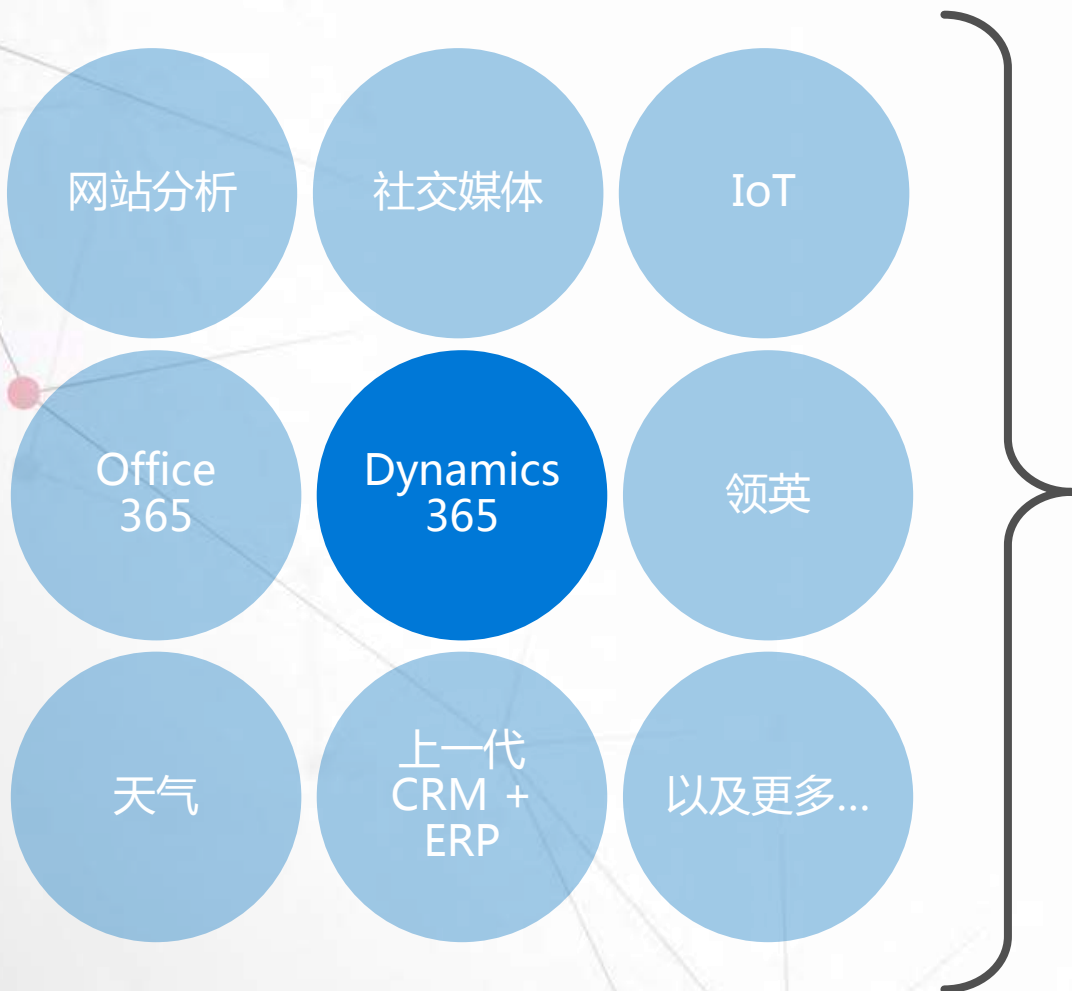 网站分析
社交媒体
IoT
Office
365
Dynamics
365
领英
天气
上一代
CRM +
ERP
以及更多...